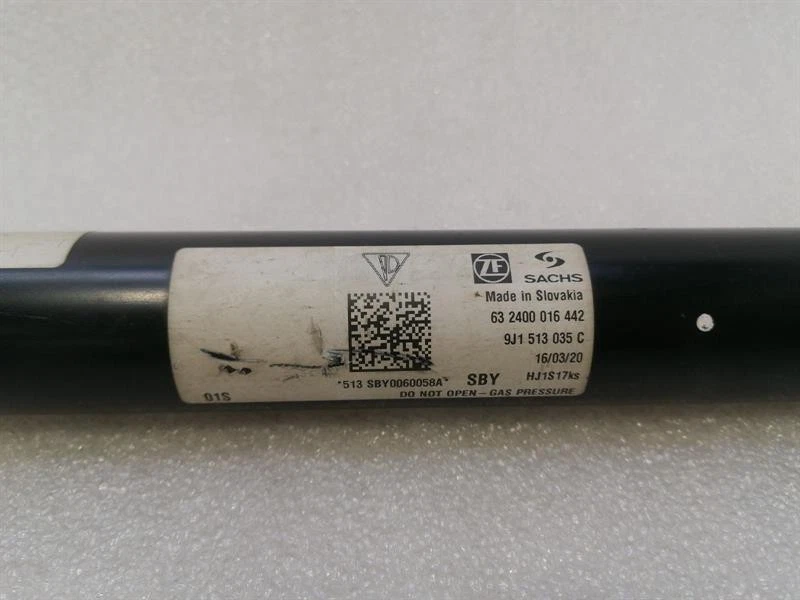 ZF SACHS
Made in Slovakia
63 2400 016 442
9J1 513 035 C
16/03/20
*513 SBY0060058A* SBY HJ1S17ks
01S DO NOT OPEN – GAS PRESSURE